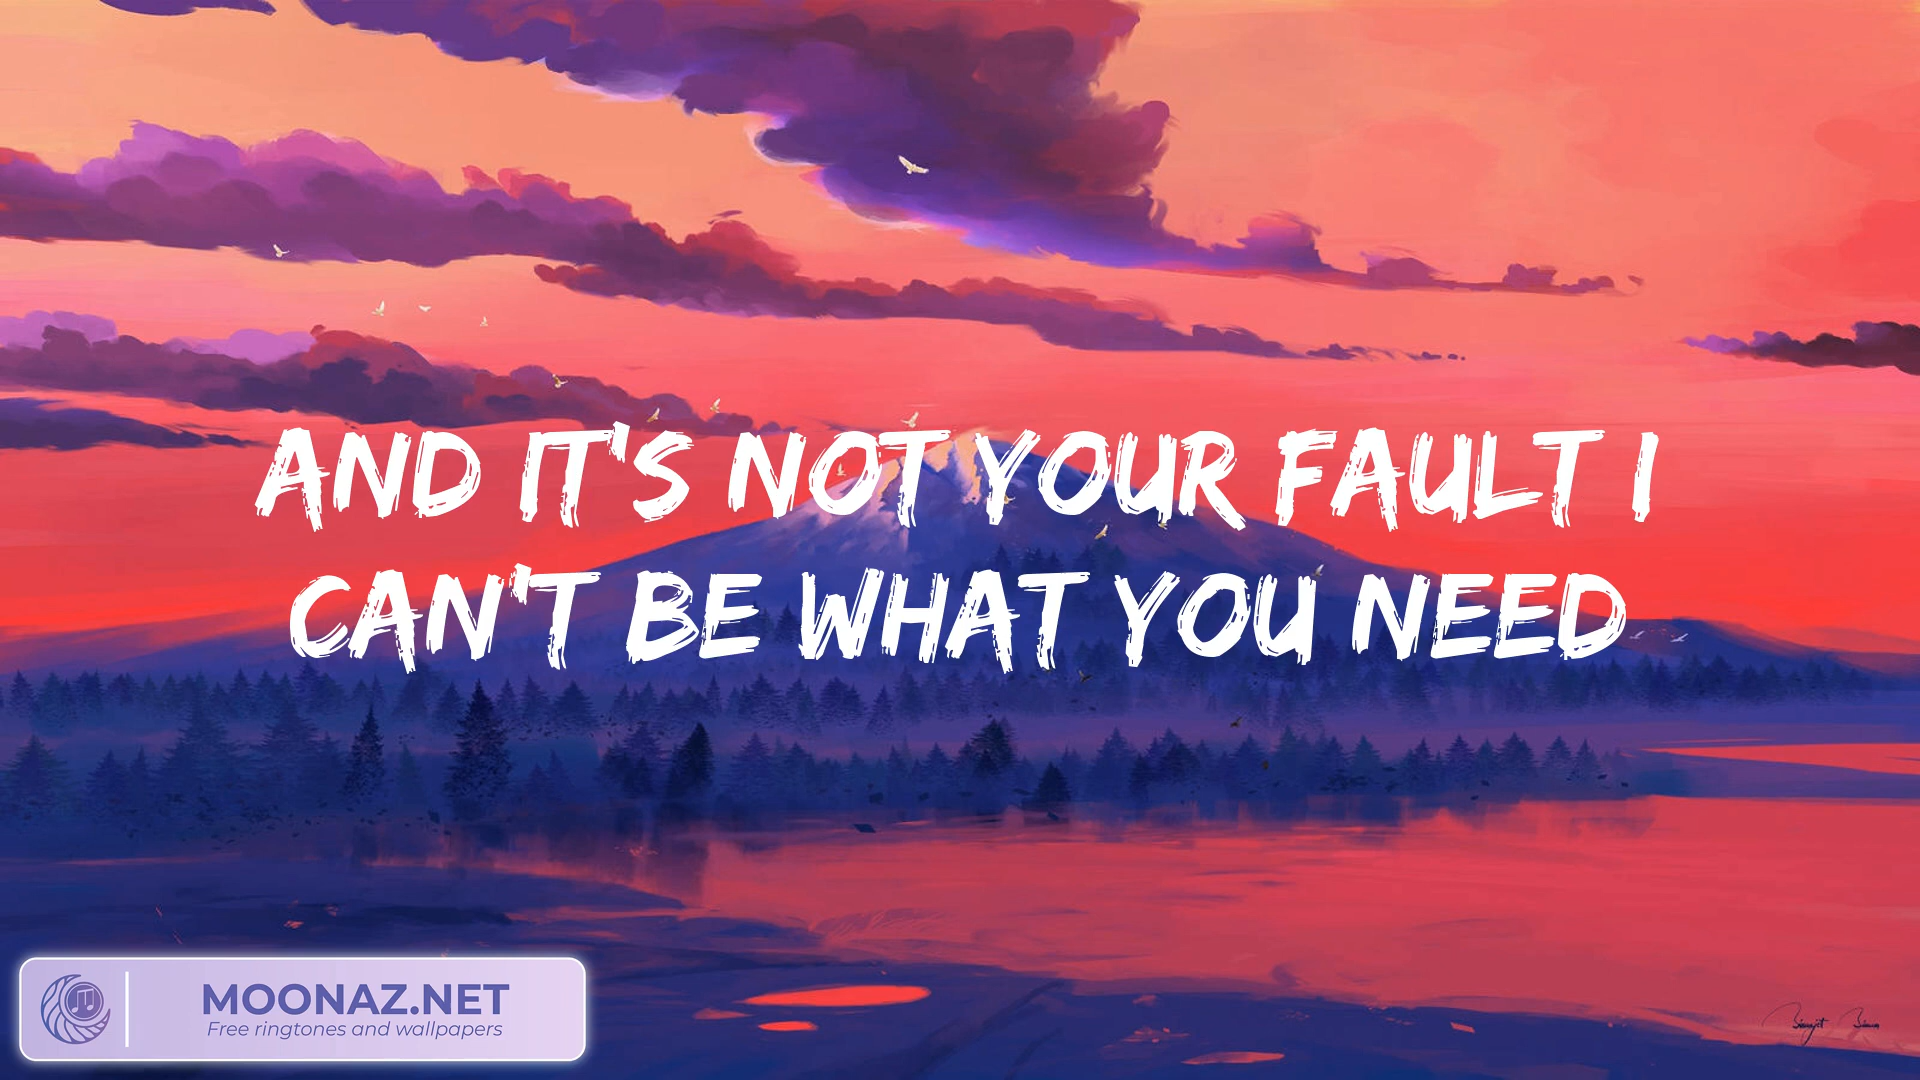 AND IT'S NOT YOUR FAULT I
CAN'T BE WHAT YOU NEED
MOONAZ.NET
Free ringtones and wallpapers